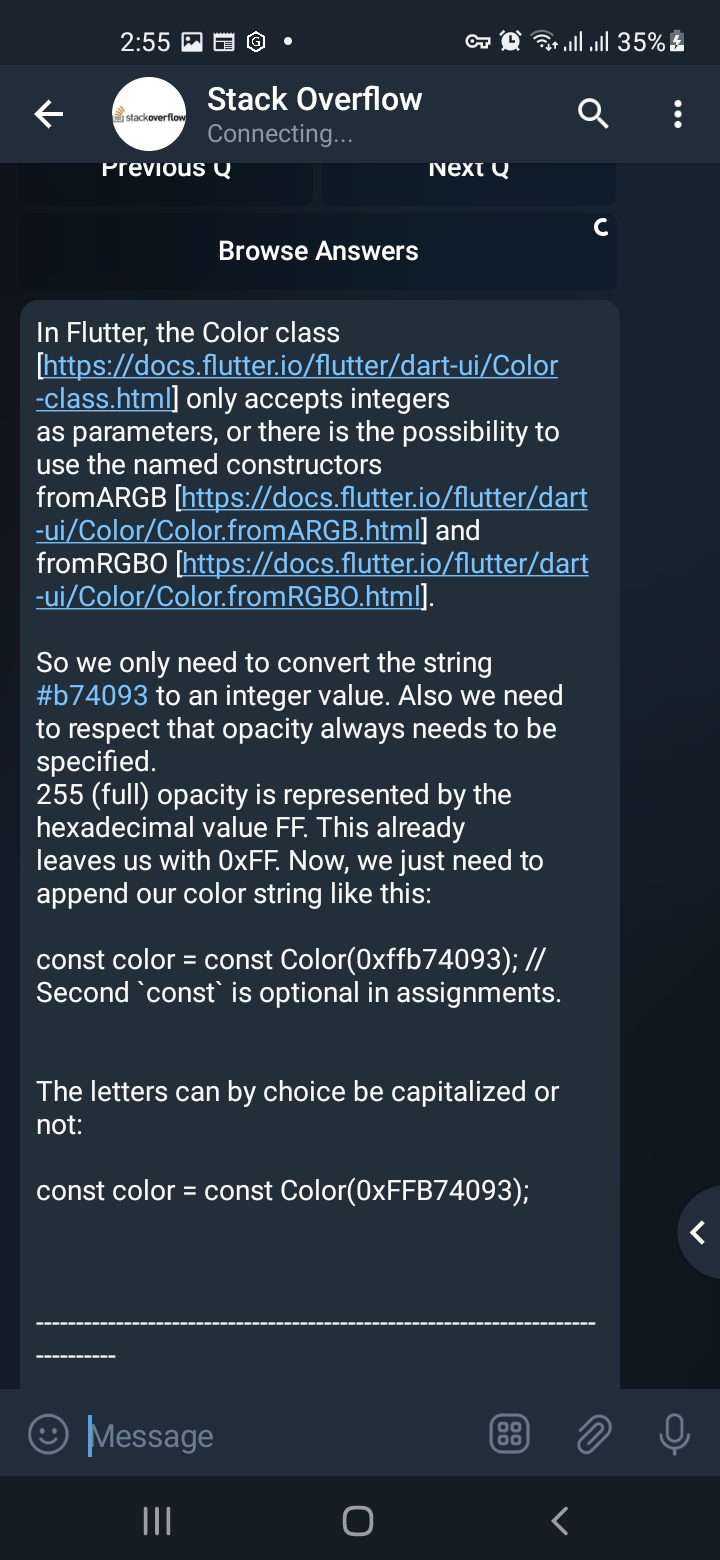 2:55 35%
stackoverflow
Stack Overflow
Connecting...
Previous Q Next Q
Browse Answers
In Flutter, the Color class
[https://docs.flutter.io/flutter/dart-ui/Color
-class.html] only accepts integers
as parameters, or there is the possibility to
use the named constructors
fromARGB [https://docs.flutter.io/flutter/dart
-ui/Color/Color.fromARGB.html] and
fromRGBO [https://docs.flutter.io/flutter/dart
-ui/Color/Color.fromRGBO.html].
So we only need to convert the string
#b74093 to an integer value. Also we need
to respect that opacity always needs to be
specified.
255 (full) opacity is represented by the
hexadecimal value FF. This already
leaves us with 0xFF. Now, we just need to
append our color string like this:
const color = const Color(0xffb74093); //
Second `const` is optional in assignments.
The letters can by choice be capitalized or
not:
const color = const Color(0xFFB74093);
----------------------------------------------------------------------
----------
Message